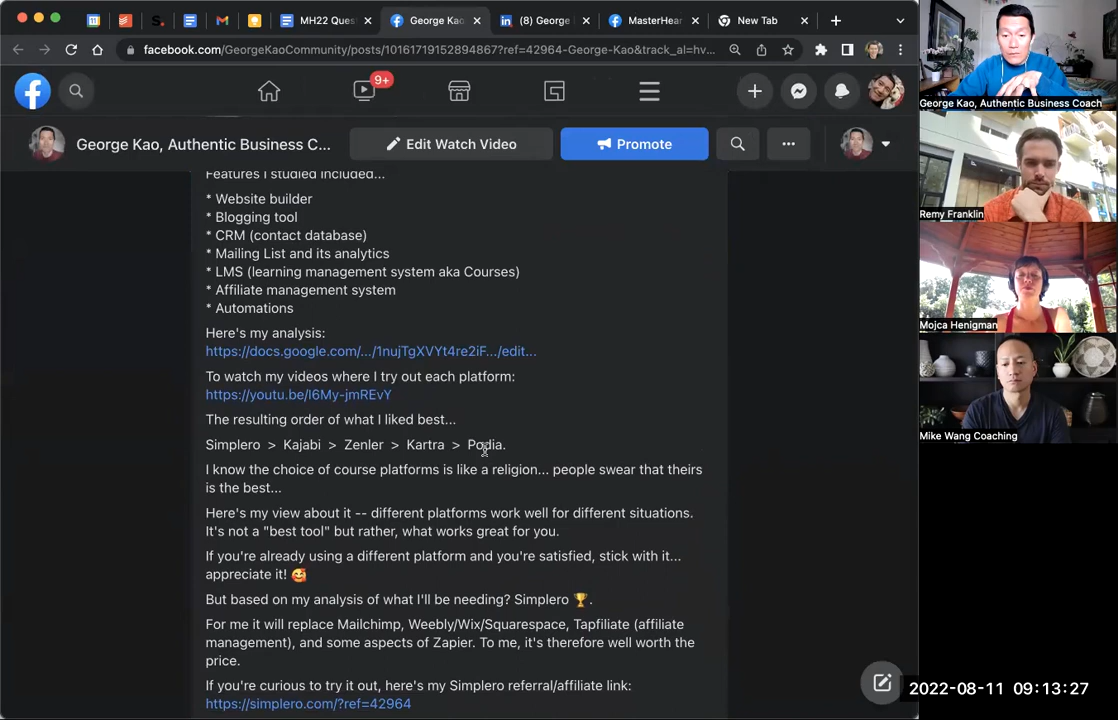 MH22 Ques
George Kao
(8) George
MasterHear
New Tab
facebook.com/GeorgeKaoCommunity/posts/10161719152894867?ref=42964-George-Kao&track_al=hv...
9+
George Kao, Authentic Business C...
Edit Watch Video
Promote
Features I studied included...
* Website builder
* Blogging tool
* CRM (contact database)
* Mailing List and its analytics
* LMS (learning management system aka Courses)
* Affiliate management system
* Automations
Here's my analysis:
https://docs.google.com/.../1nujTgXVYt4re2iF.../edit...
To watch my videos where I try out each platform:
https://youtu.be/l6My-jmREvY
The resulting order of what I liked best...
Simplero > Kajabi > Zenler > Kartra > Podia.
I know the choice of course platforms is like a religion... people swear that theirs
is the best...
Here's my view about it -- different platforms work well for different situations.
It's not a "best tool" but rather, what works great for you.
If you're already using a different platform and you're satisfied, stick with it...
appreciate it! 🥰
But based on my analysis of what I'll be needing? Simplero 🏆.
For me it will replace Mailchimp, Weebly/Wix/Squarespace, Tapfiliate (affiliate
management), and some aspects of Zapier. To me, it's therefore well worth the
price.
If you're curious to try it out, here's my Simplero referral/affiliate link:
https://simplero.com/?ref=42964
George Kao, Authentic Business Coach
Remy Franklin
Mojca Henigman
Mike Wang Coaching
2022-08-11 09:13:27